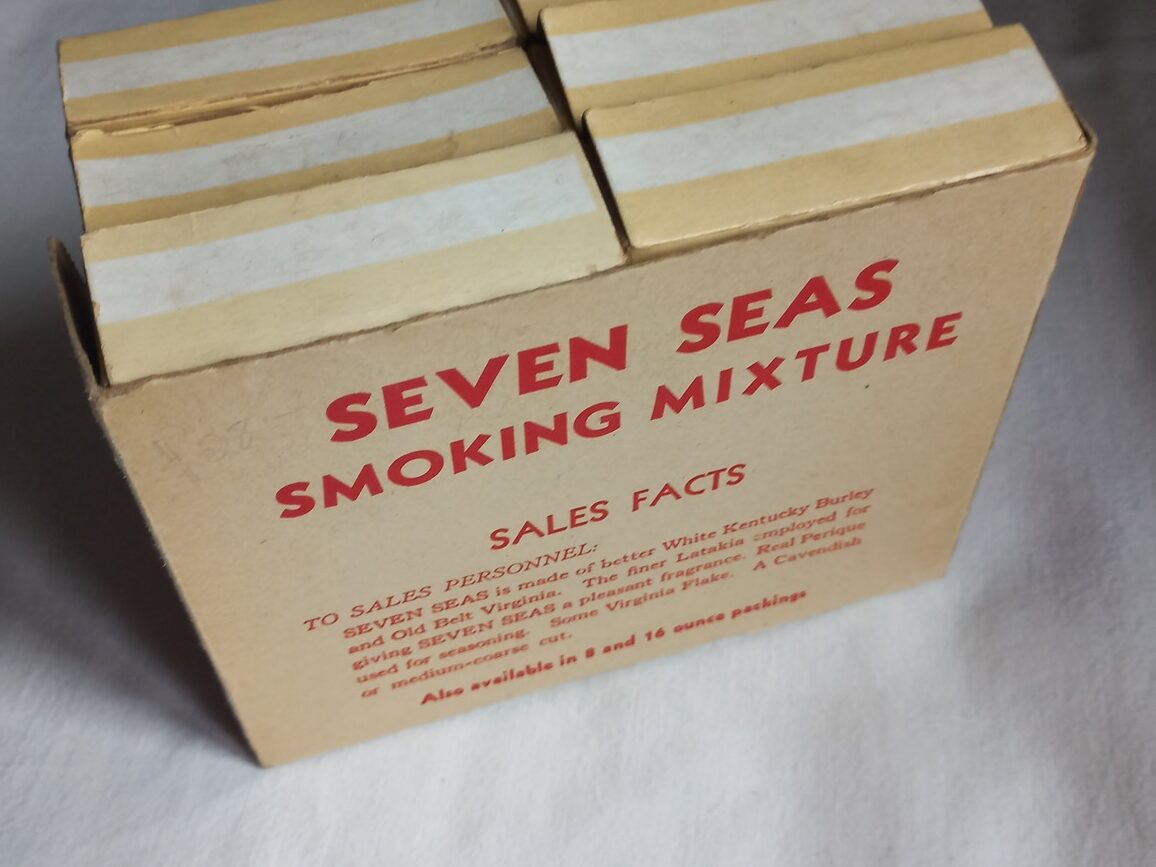 SEVEN SEAS
SMOKING MIXTURE
SALES FACTS
TO SALES PERSONNEL:
SEVEN SEAS is made of better White Kentucky Burley
and Old Belt Virginia. The finer Latakia employed for
giving SEVEN SEAS a pleasant fragrance. Real Perique
used for seasoning. Some Virginia Flake. A Cavendish
or medium-coarse cut.
Also available in 8 and 16 ounce packings